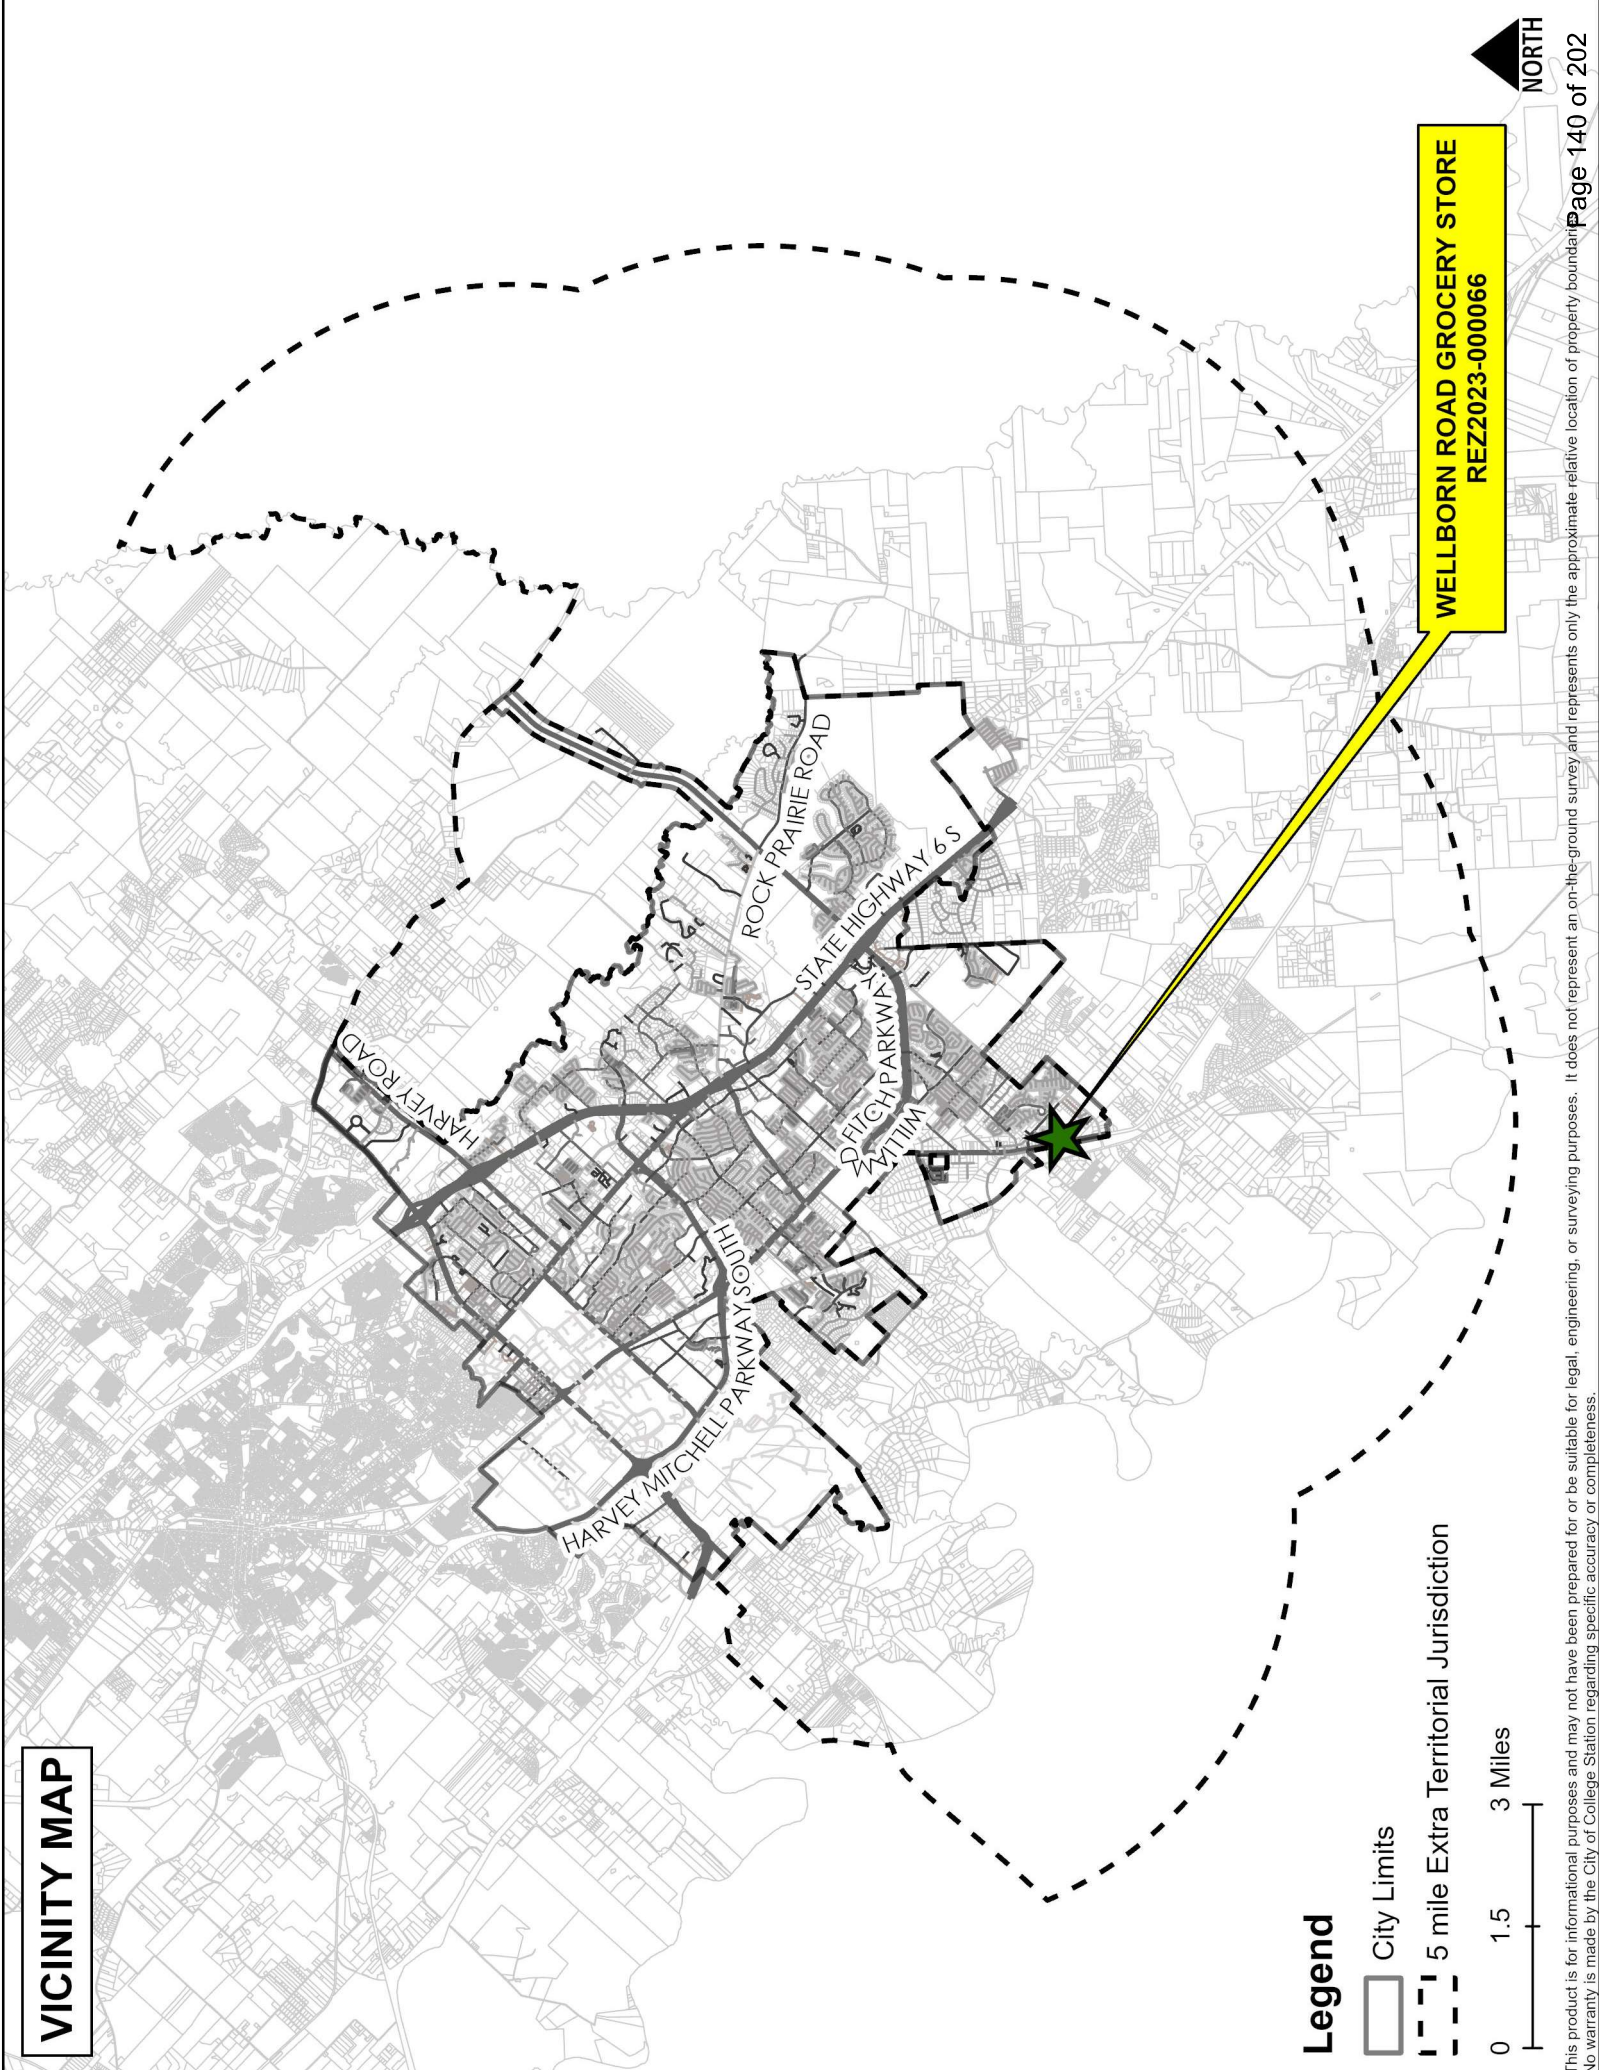 VICINITY MAP
HARVEY ROAD
ROCK PRAIRIE ROAD
STATE HIGHWAY 6 S
WILLIAM D FITCH PARKWAY
HARVEY MITCHELL PARKWAY SOUTH
WELLBORN ROAD GROCERY STORE
REZ2023-000066
NORTH
Legend
City Limits
5 mile Extra Territorial Jurisdiction
0 1.5 3 Miles
This product is for informational purposes and may not have been prepared for or be suitable for legal, engineering, or surveying purposes. It does not represent an on-the-ground survey and represents only the approximate relative location of property boundaries.
No warranty is made by the City of College Station regarding specific accuracy or completeness.
Page 140 of 202